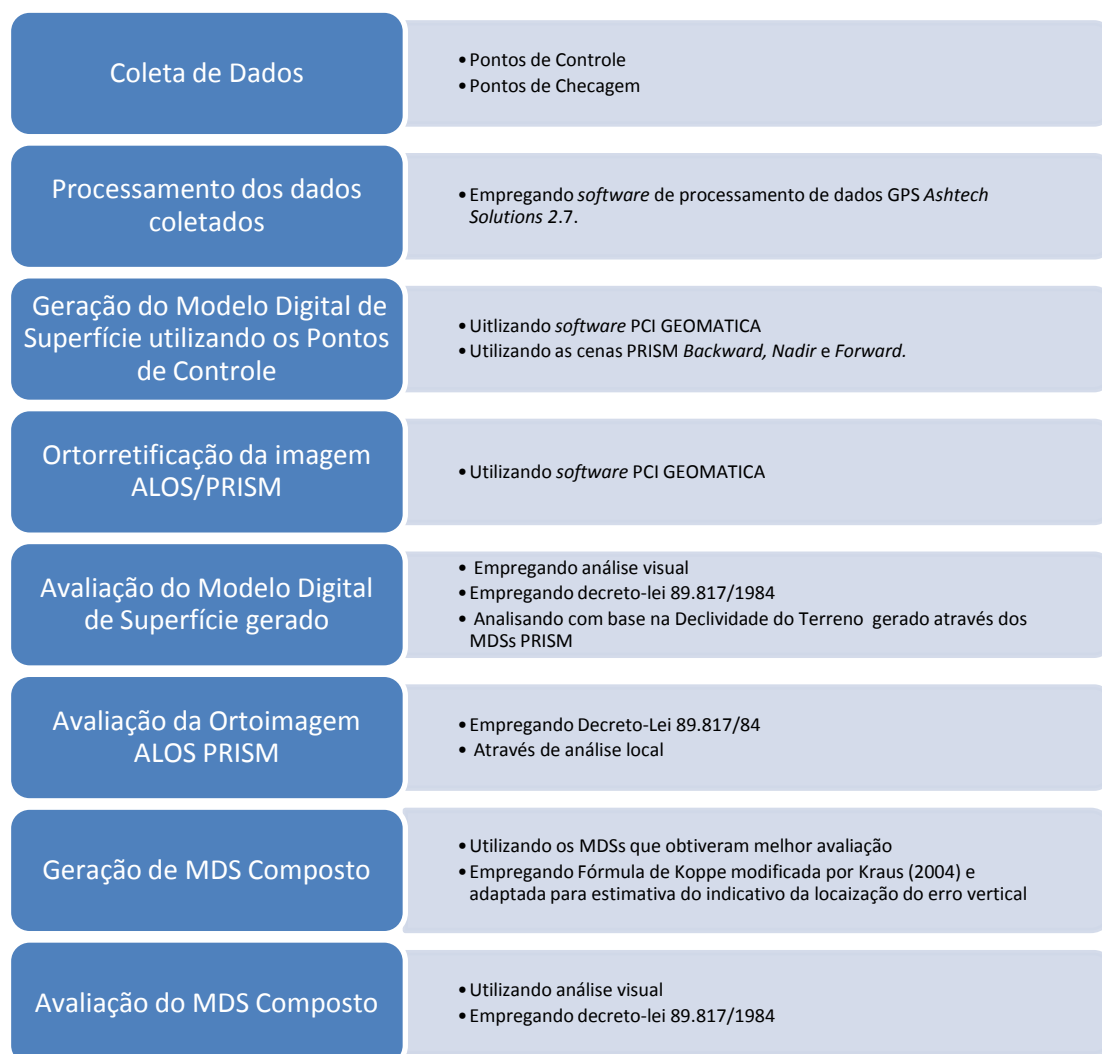 Coleta de Dados
•Pontos de Controle
•Pontos de Checagem
Processamento dos dados
coletados
•Empregando software de processamento de dados GPS Ashtech
Solutions 2.7.
Geração do Modelo Digital de
Superfície utilizando os Pontos
de Controle
•Uitlizando software PCI GEOMATICA
•Utilizando as cenas PRISM Backward, Nadir e Forward.
Ortorretificação da imagem
ALOS/PRISM
•Utilizando software PCI GEOMATICA
Avaliação do Modelo Digital
de Superfície gerado
• Empregando análise visual
•Empregando decreto-lei 89.817/1984
• Analisando com base na Declividade do Terreno gerado através dos
MDSs PRISM
Avaliação da Ortoimagem
ALOS PRISM
•Empregando Decreto-Lei 89.817/84
• Através de análise local
Geração de MDS Composto
•Utilizando os MDSs que obtiveram melhor avaliação
•Empregando Fórmula de Koppe modificada por Kraus (2004) e
adaptada para estimativa do indicativo da locaização do erro vertical
Avaliação do MDS Composto
•Utilizando análise visual
•Empregando decreto-lei 89.817/1984